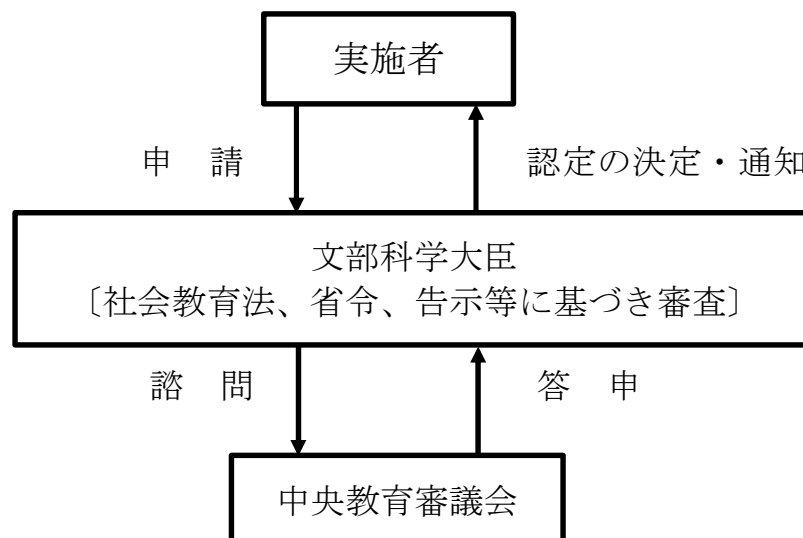 実施者
申　請
認定の決定・通知
文部科学大臣
〔社会教育法、省令、告示等に基づき審査〕
諮　問
答　申
中央教育審議会